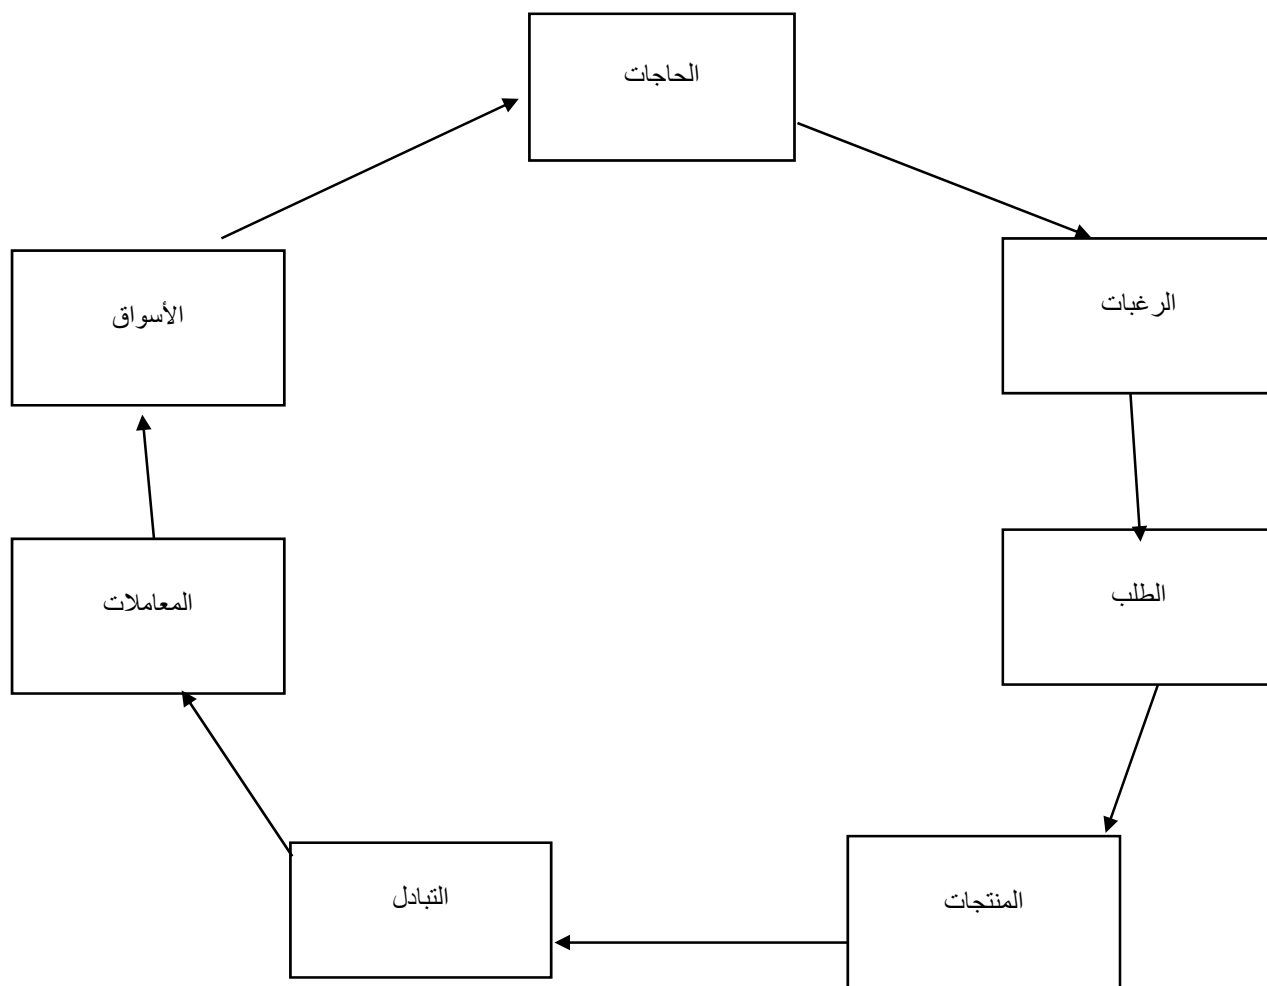 الحاجات
الرغبات
الطلب
المنتجات
التبادل
المعاملات
الأسواق